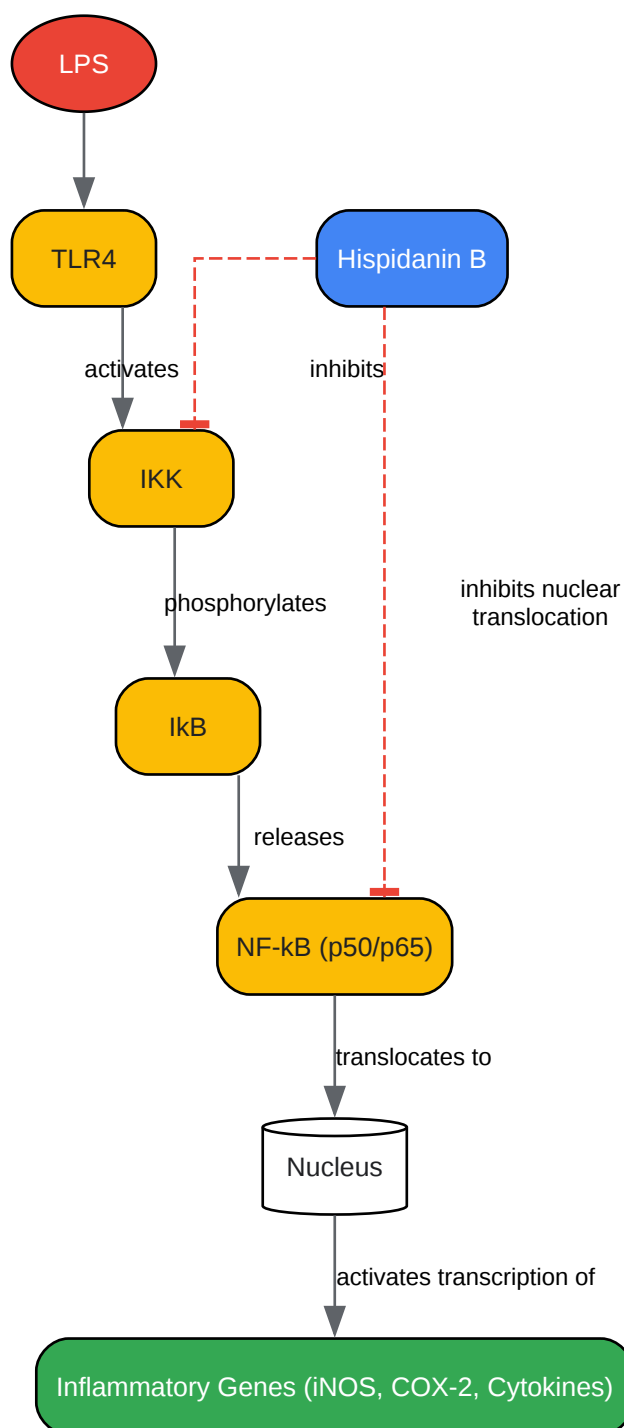 LPS
TLR4
Hispidanin B
activates
inhibits
IKK
phosphorylates
inhibits nuclear
translocation
IkB
releases
NF-kB (p50/p65)
translocates to
Nucleus
activates transcription of
Inflammatory Genes (iNOS, COX-2, Cytokines)